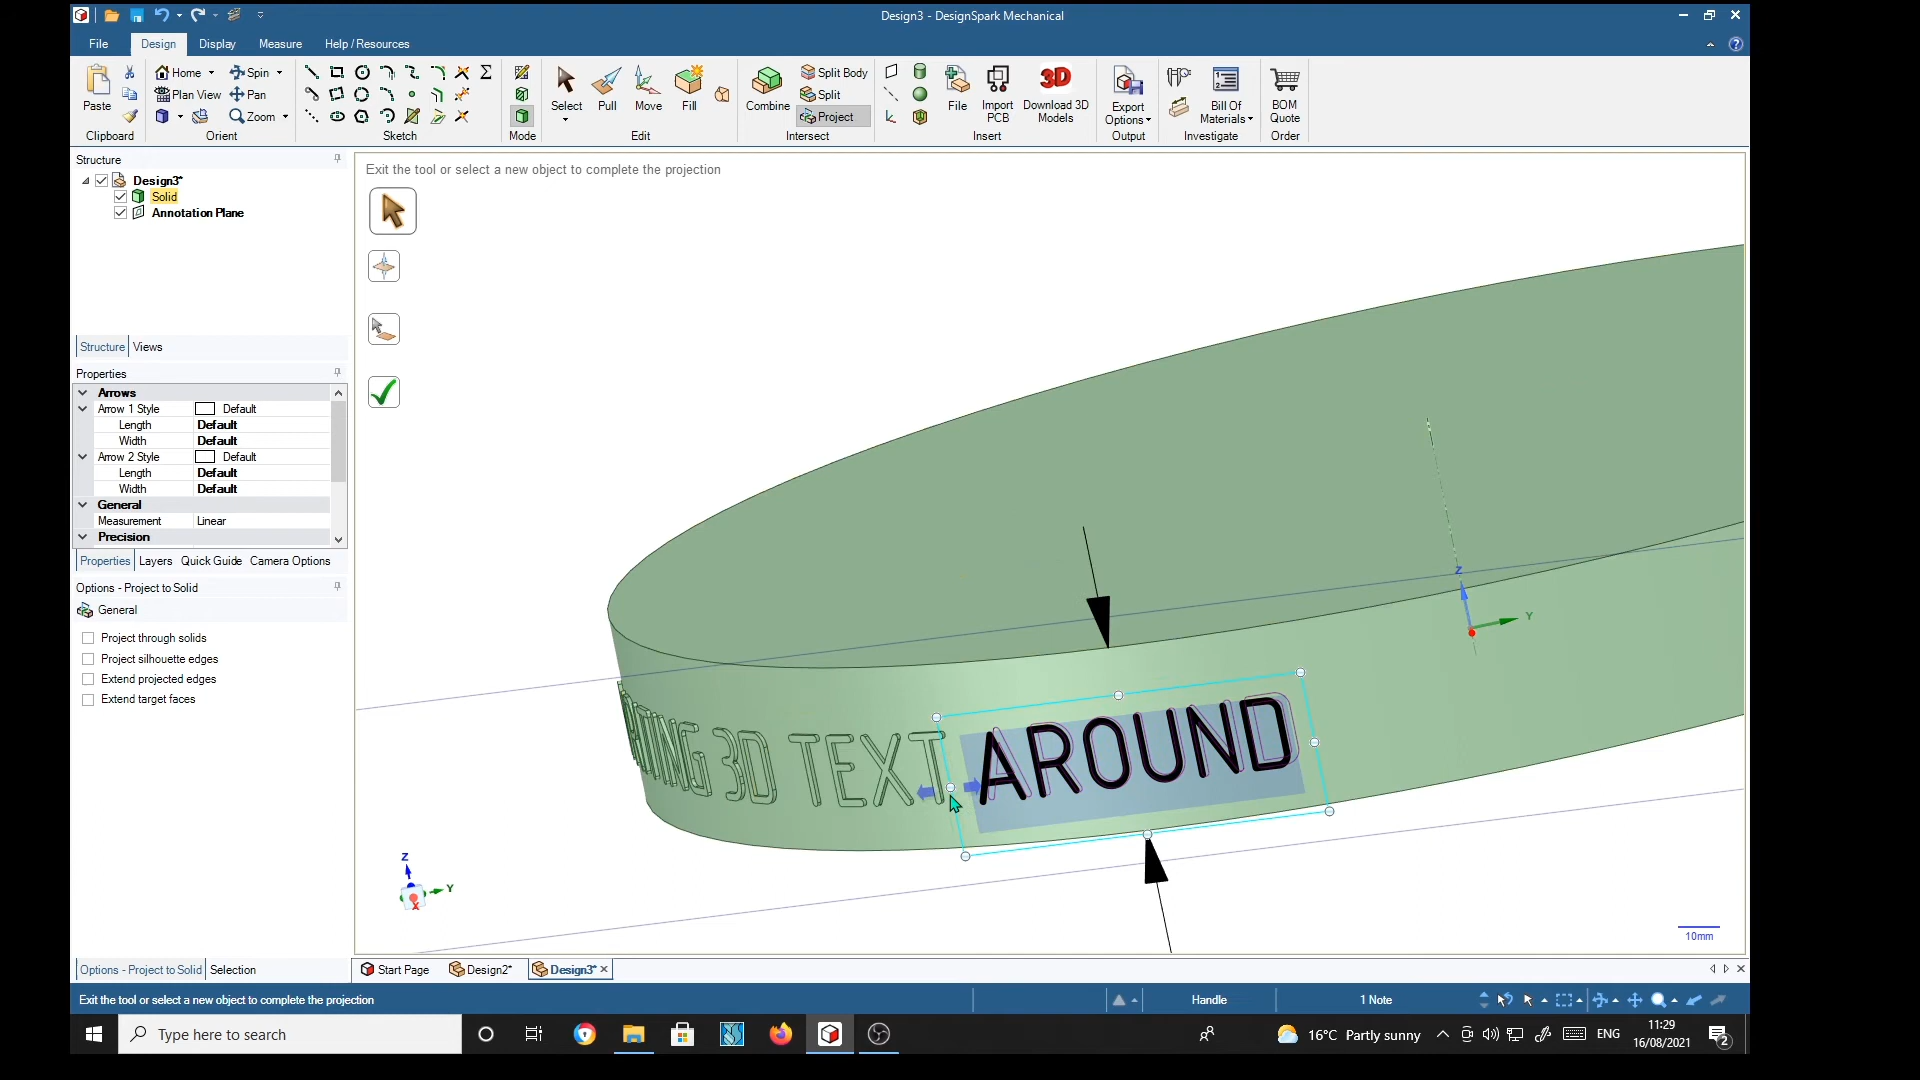 Design3 - DesignSpark Mechanical
File Design Display Measure Help / Resources
Paste
Clipboard
Home Spin
Plan View Pan
Zoom
Orient
Sketch
Mode
Select Pull Move Fill
Edit
Combine
Split Body
Split
Project
Intersect
File
Import PCB
3D
Download 3D Models
Insert
Export Options
Output
Bill Of Materials
Investigate
BOM Quote
Order
Structure
Design3*
Solid
Annotation Plane
Structure Views
Properties
Arrows
Arrow 1 Style Default
Length Default
Width Default
Arrow 2 Style Default
Length Default
Width Default
General
Measurement Linear
Precision
Properties Layers Quick Guide Camera Options
Options - Project to Solid
General
Project through solids
Project silhouette edges
Extend projected edges
Extend target faces
Options - Project to Solid Selection
Exit the tool or select a new object to complete the projection
3D TEXT AROUND
Z
Y
Z
Y
X
10mm
Start Page Design2* Design3*
Exit the tool or select a new object to complete the projection
Handle
1 Note
Type here to search
16°C Partly sunny
ENG
11:29
16/08/2021
2